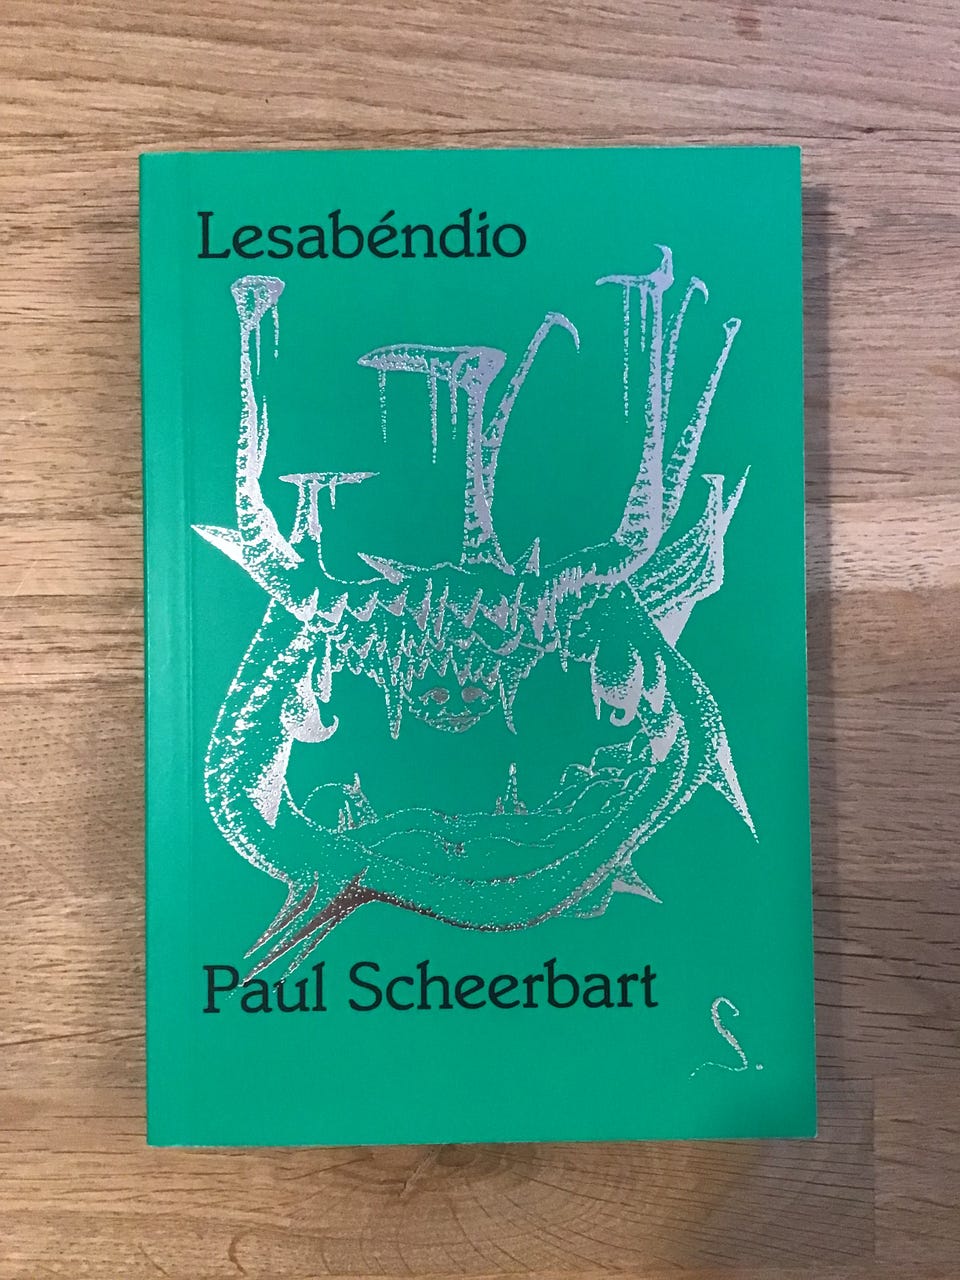 Lesabéndio
Paul Scheerbart
S.